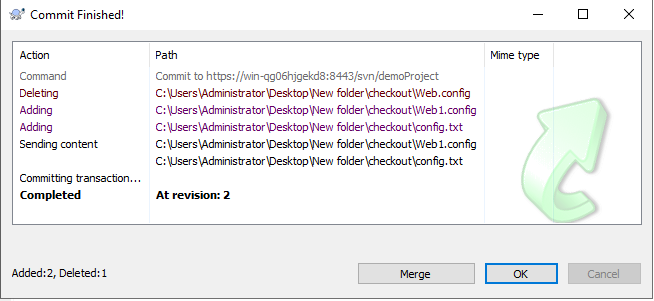 Commit Finished!
Action Path Mime type
Command Commit to https://win-qg06hjgekd8:8443/svn/demoProject
Deleting C:\Users\Administrator\Desktop\New folder\checkout\Web.config
Adding C:\Users\Administrator\Desktop\New folder\checkout\Web1.config
Adding C:\Users\Administrator\Desktop\New folder\checkout\config.txt
Sending content C:\Users\Administrator\Desktop\New folder\checkout\Web1.config
C:\Users\Administrator\Desktop\New folder\checkout\config.txt
Committing transaction...
Completed At revision: 2
Added:2, Deleted:1 Merge OK Cancel